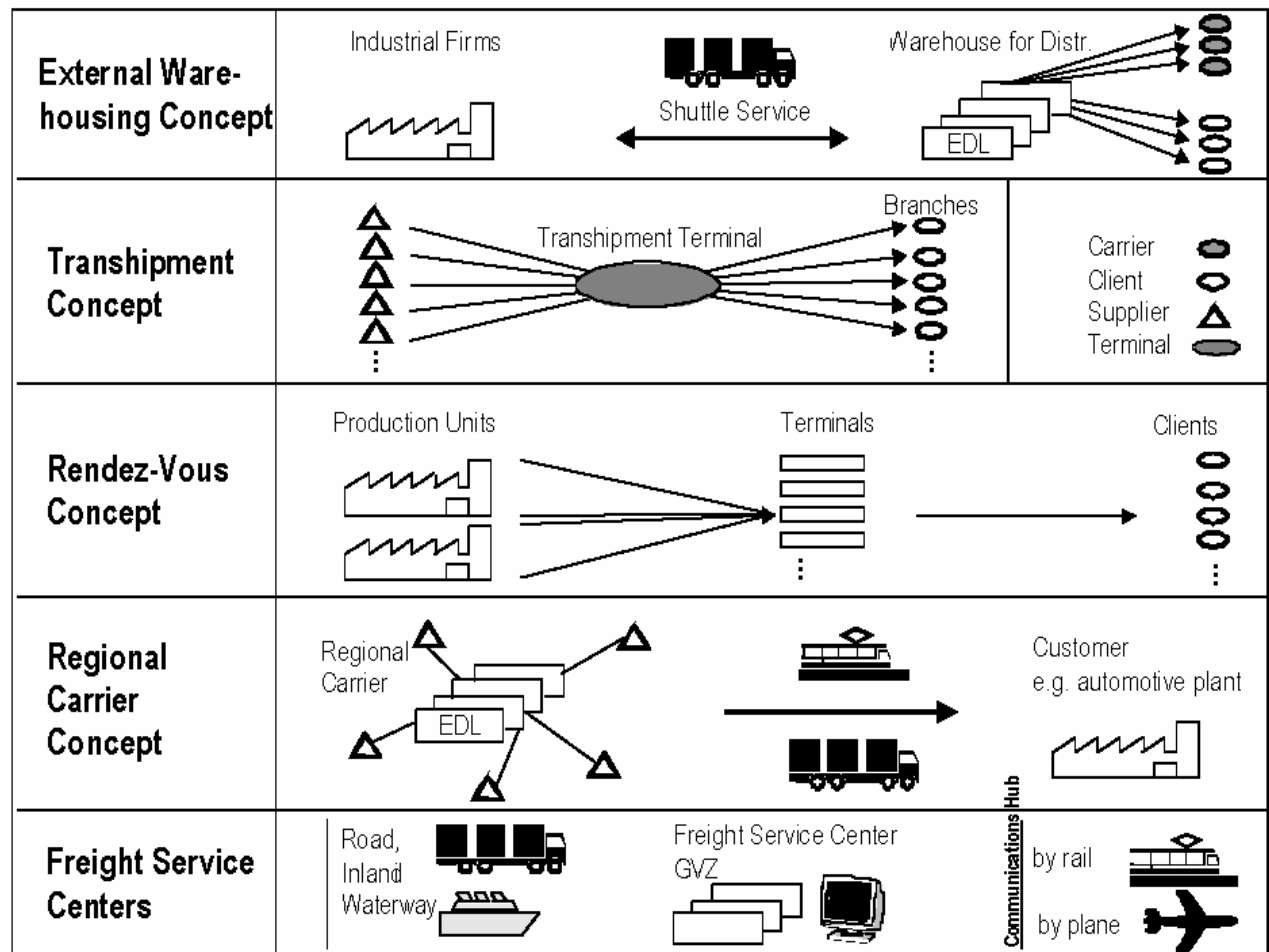 External Ware-
housing Concept
Industrial Firms
Shuttle Service
Warehouse for Distr.
EDL
Transhipment
Concept
Transhipment Terminal
Branches
Carrier
Client
Supplier
Terminal
Rendez-Vous
Concept
Production Units
Terminals
Clients
Regional
Carrier
Concept
Regional
Carrier
EDL
Customer
e.g. automotive plant
Freight Service
Centers
Road,
Inland
Waterway
Freight Service Center
GVZ
Communications Hub
by rail
by plane